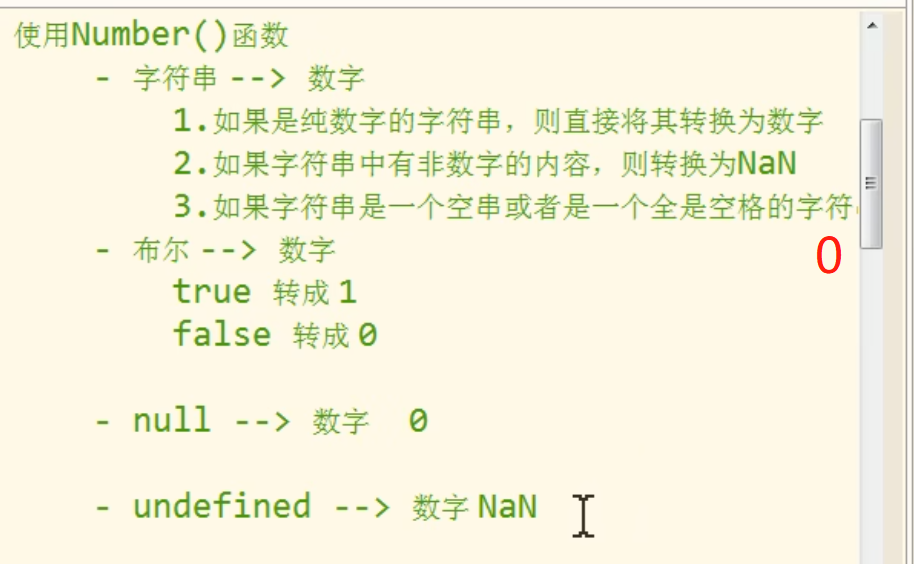 使用Number()函数
- 字符串 --> 数字
1.如果是纯数字的字符串，则直接将其转换为数字
2.如果字符串中有非数字的内容，则转换为NaN
3.如果字符串是一个空串或者是一个全是空格的字符
0
- 布尔 --> 数字
true 转成 1
false 转成 0
- null --> 数字 0
- undefined --> 数字 NaN